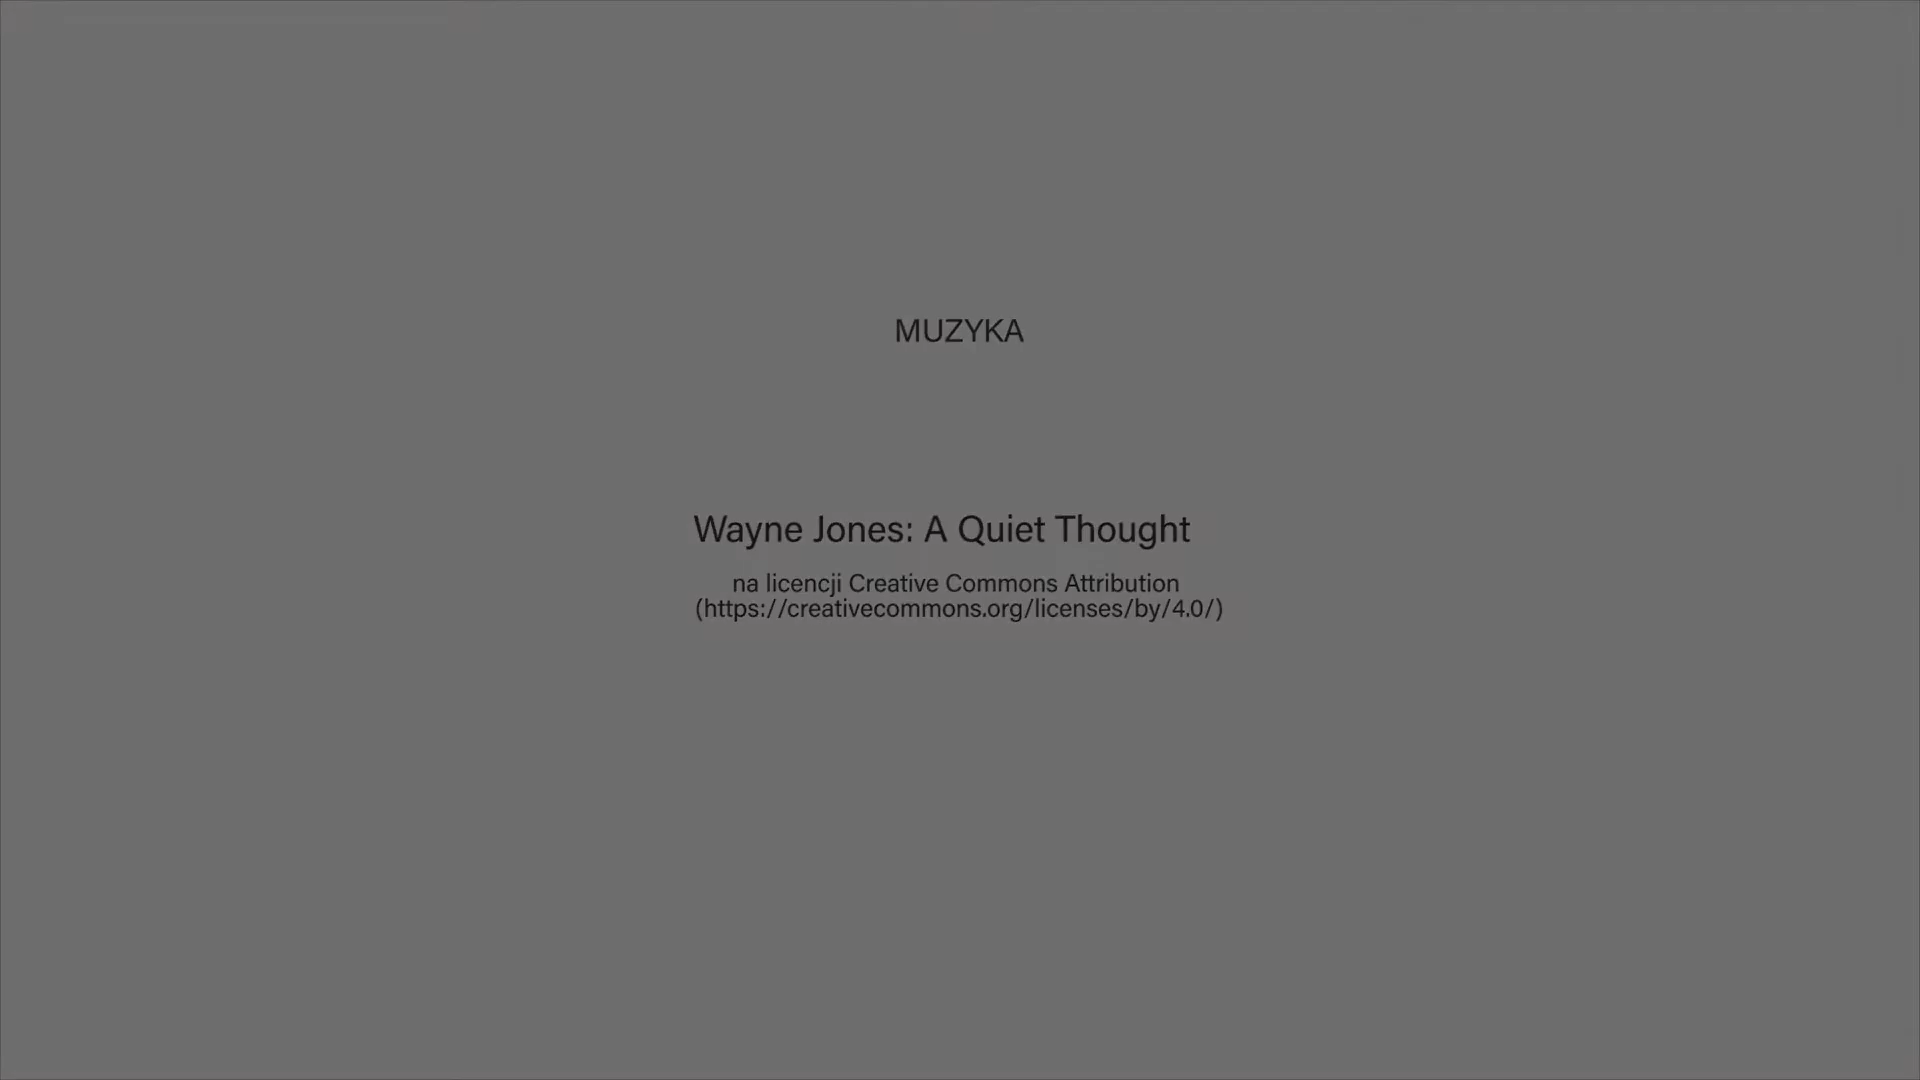 MUZYKA
Wayne Jones: A Quiet Thought
na licencji Creative Commons Attribution
(https://creativecommons.org/licenses/by/4.0/)